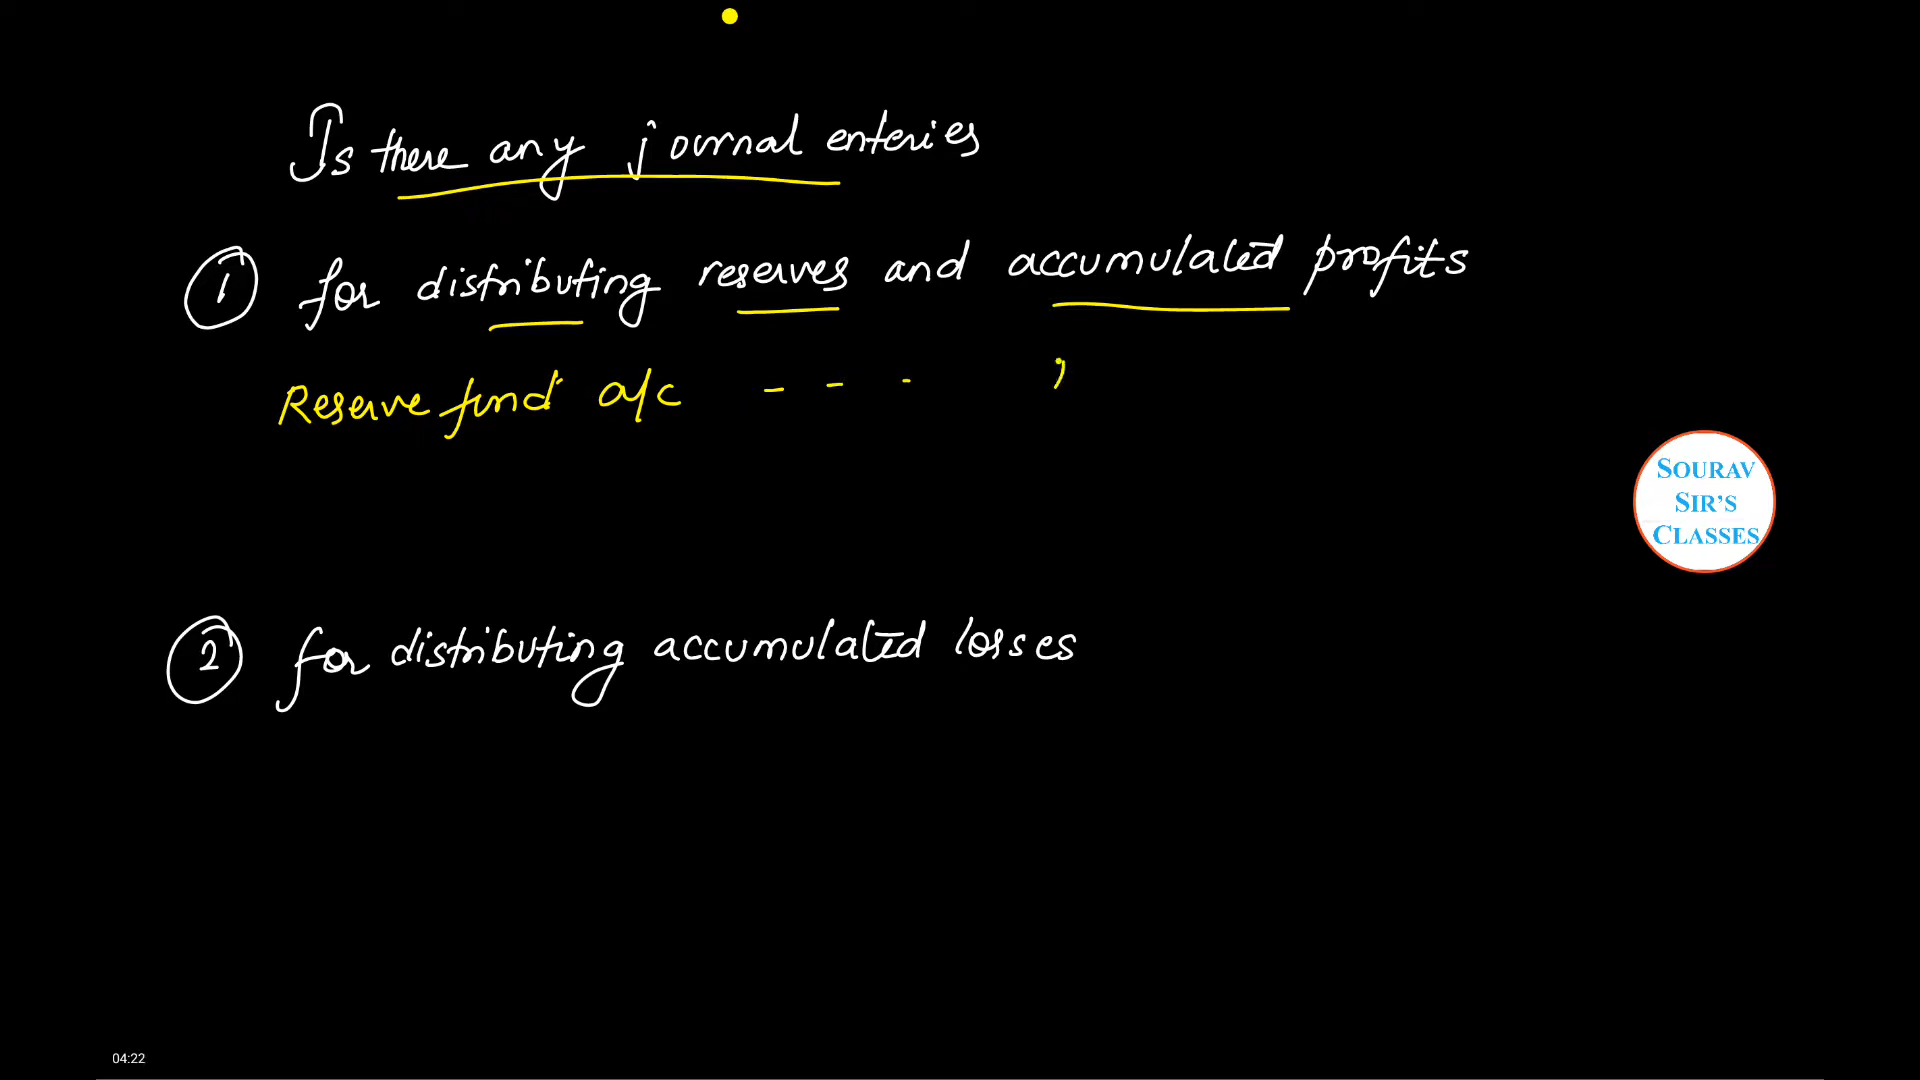 Is there any journal enteries
① for distributing reserves and accumulated profits
Reserve fund a/c - - - ,
SOURAV
SIR'S
CLASSES
② for distributing accumulated losses
04:22